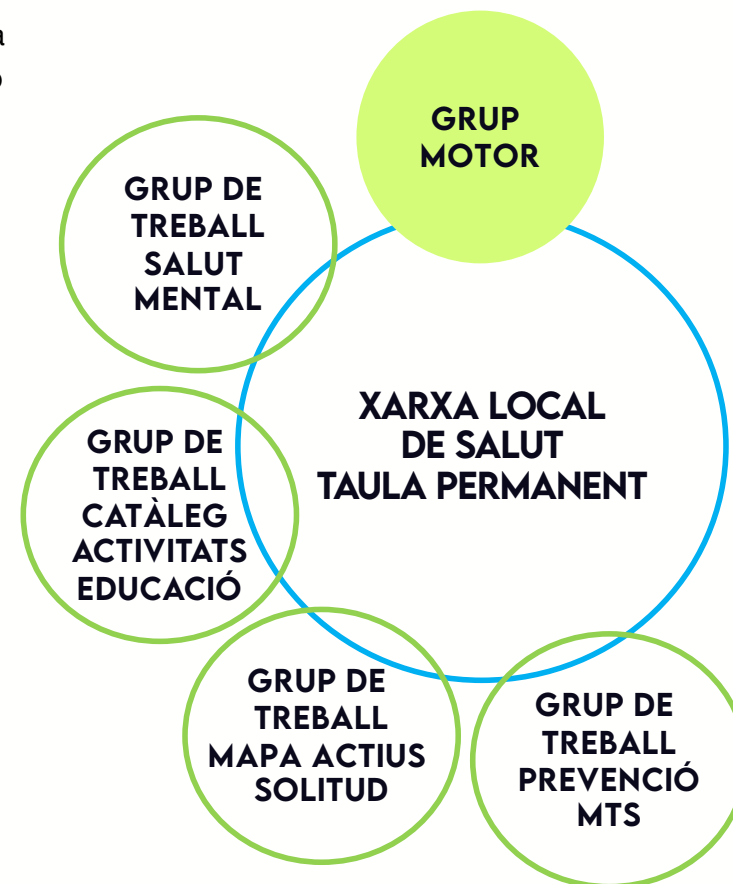 a
GRUP
MOTOR
GRUP DE
TREBALL
SALUT
MENTAL
XARXA LOCAL
DE SALUT
TAULA PERMANENT
GRUP DE
TREBALL
CATÀLEG
ACTIVITATS
EDUCACIÓ
GRUP DE
TREBALL
MAPA ACTIUS
SOLITUD
GRUP DE
TREBALL
PREVENCIÓ
MTS